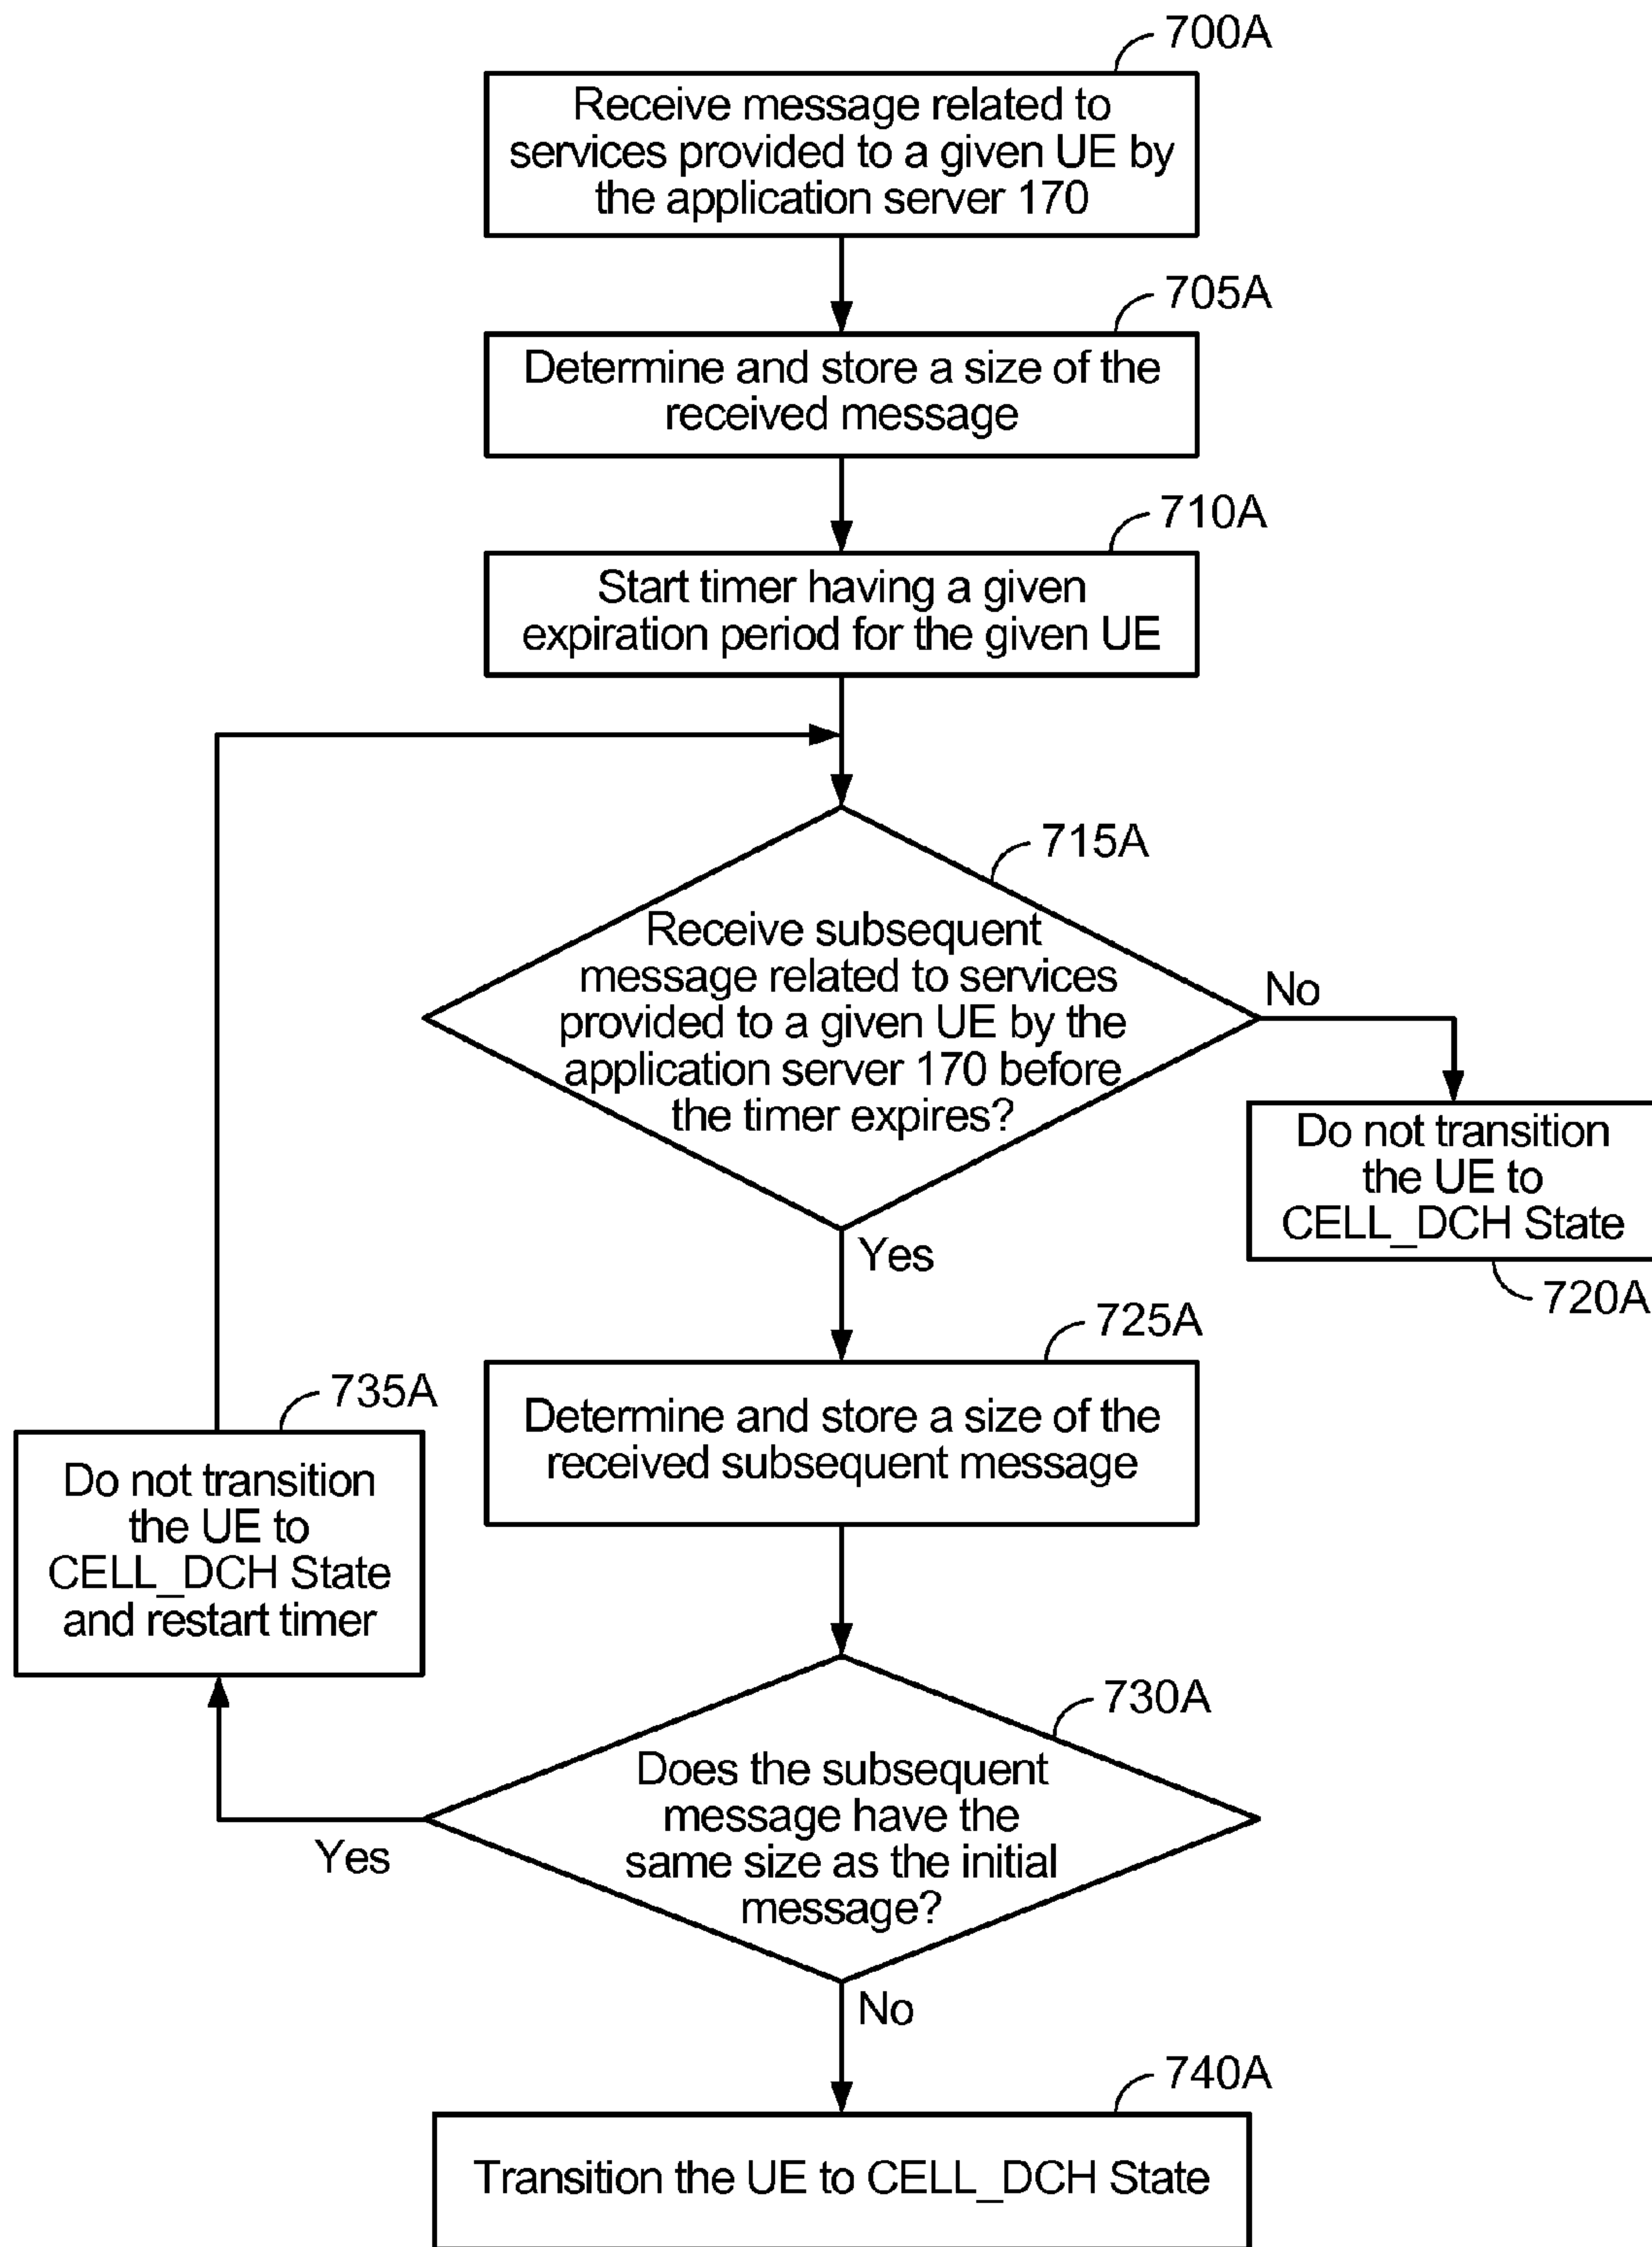 700A
Receive message related to
services provided to a given UE by
the application server 170
705A
Determine and store a size of the
received message
710A
Start timer having a given
expiration period for the given UE
715A
Receive subsequent
message related to services
provided to a given UE by the
application server 170 before
the timer expires?
No
Do not transition
the UE to
CELL_DCH State
720A
Yes
725A
Determine and store a size of the
received subsequent message
735A
Do not transition
the UE to
CELL_DCH State
and restart timer
730A
Does the subsequent
message have the
same size as the initial
message?
Yes
No
740A
Transition the UE to CELL_DCH State